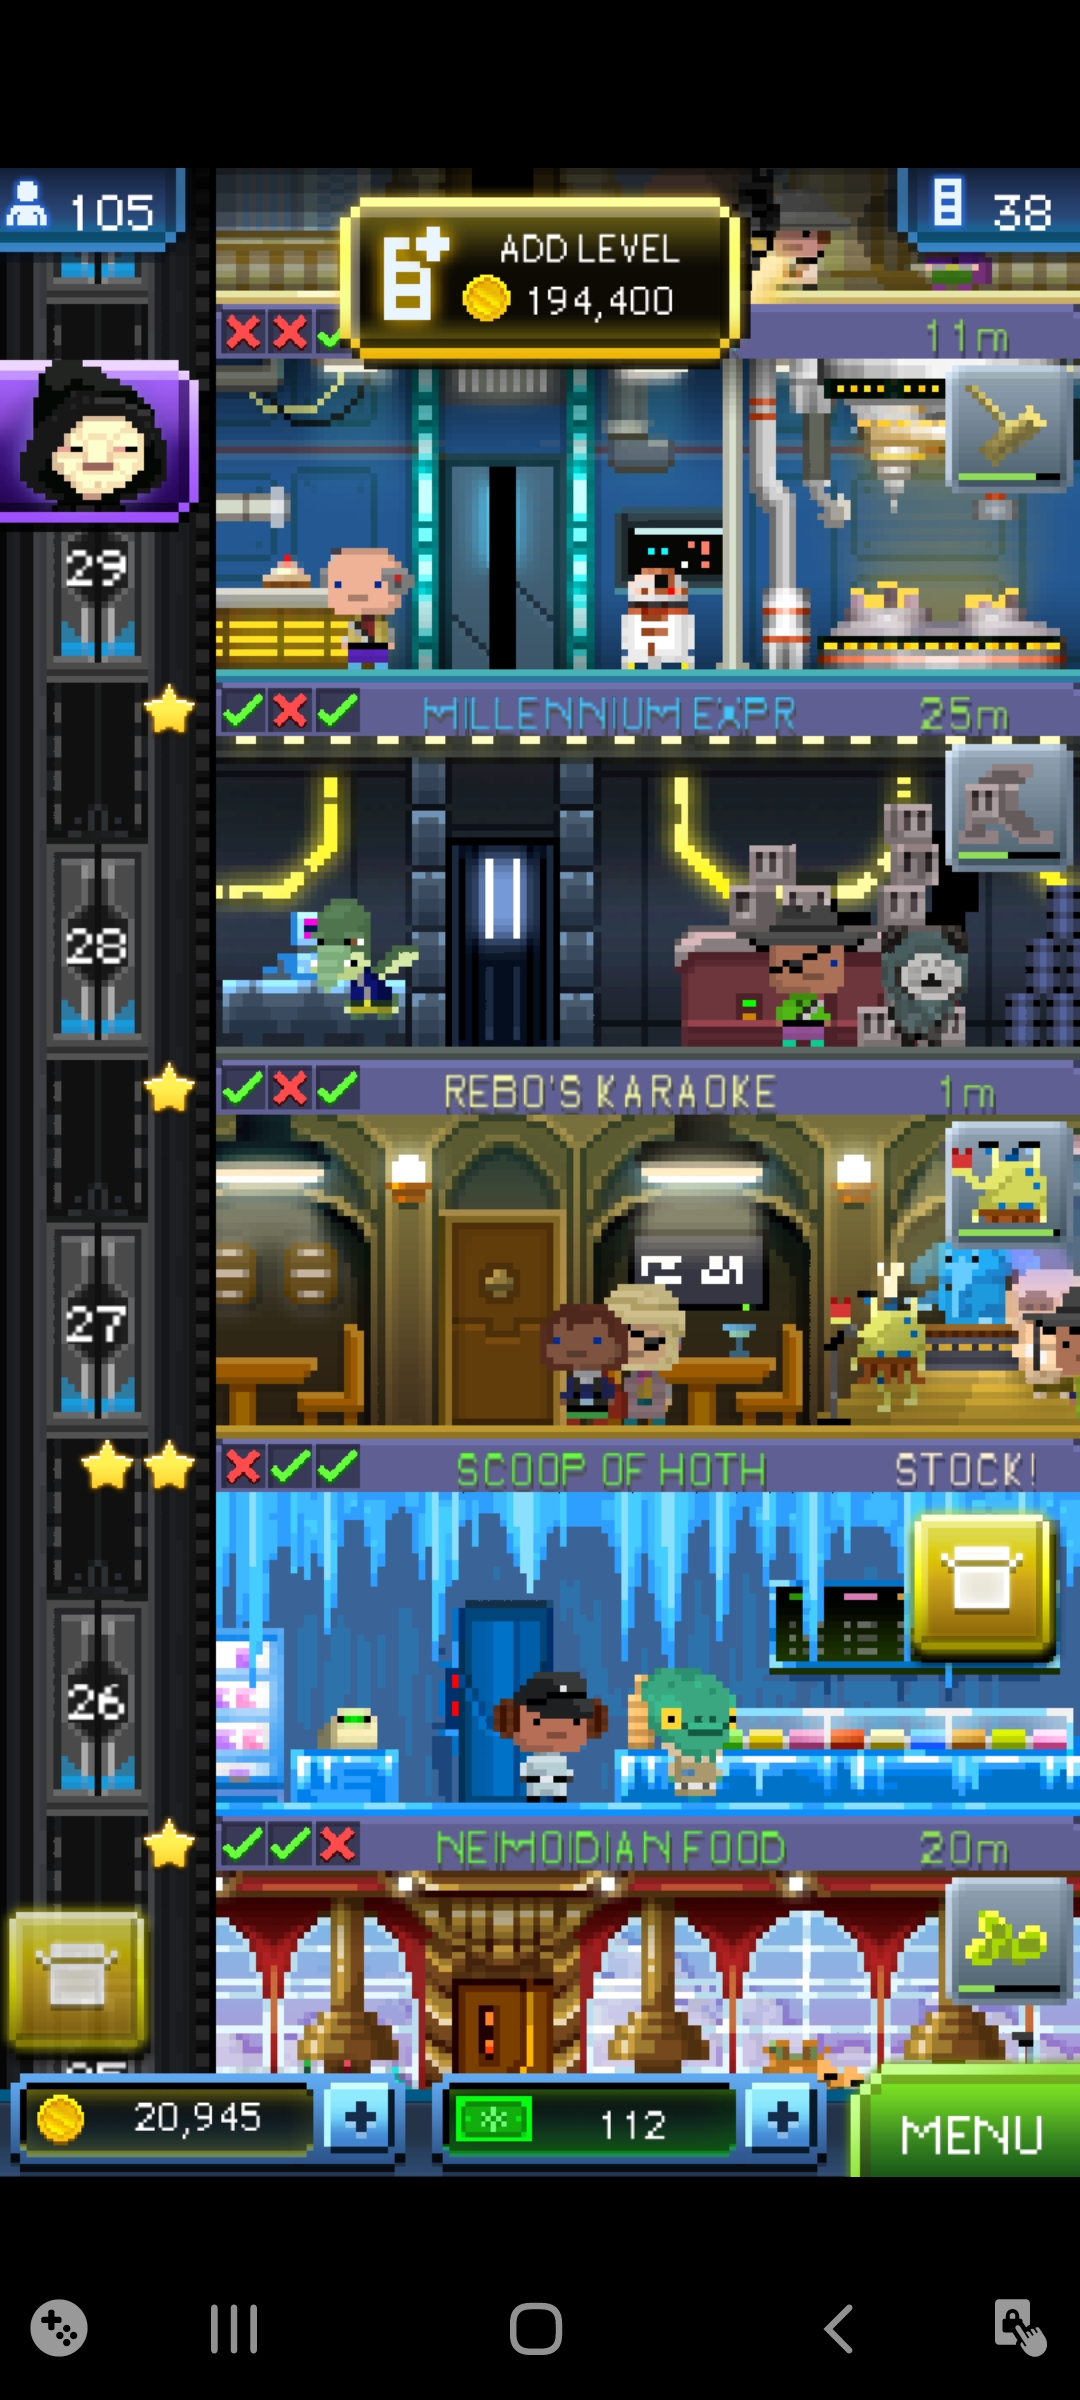 105
38
ADD LEVEL
194,400
11m
29
MILLENNIUM EXPR
25m
28
REBO'S KARAOKE
1m
27
SCOOP OF HOTH
STOCK!
26
NEIMOIDIAN FOOD
20m
20,945
112
MENU